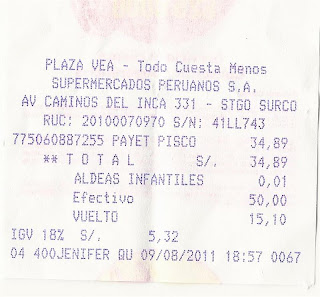 PLAZA VEA - Todo Cuesta Menos
SUPERMERCADOS PERUANOS S.A.
AV CAMINOS DEL INCA 331 - STGO SURCO
RUC: 20100070970 S/N: 41LL743
775060887255 PAYET PISCO 34,89
** T O T A L S/. 34,89
ALDEAS INFANTILES 0,01
Efectivo 50,00
VUELTO 15,10
IGV 18% S/. 5,32
04 400JENIFER QU 09/08/2011 18:57 0067